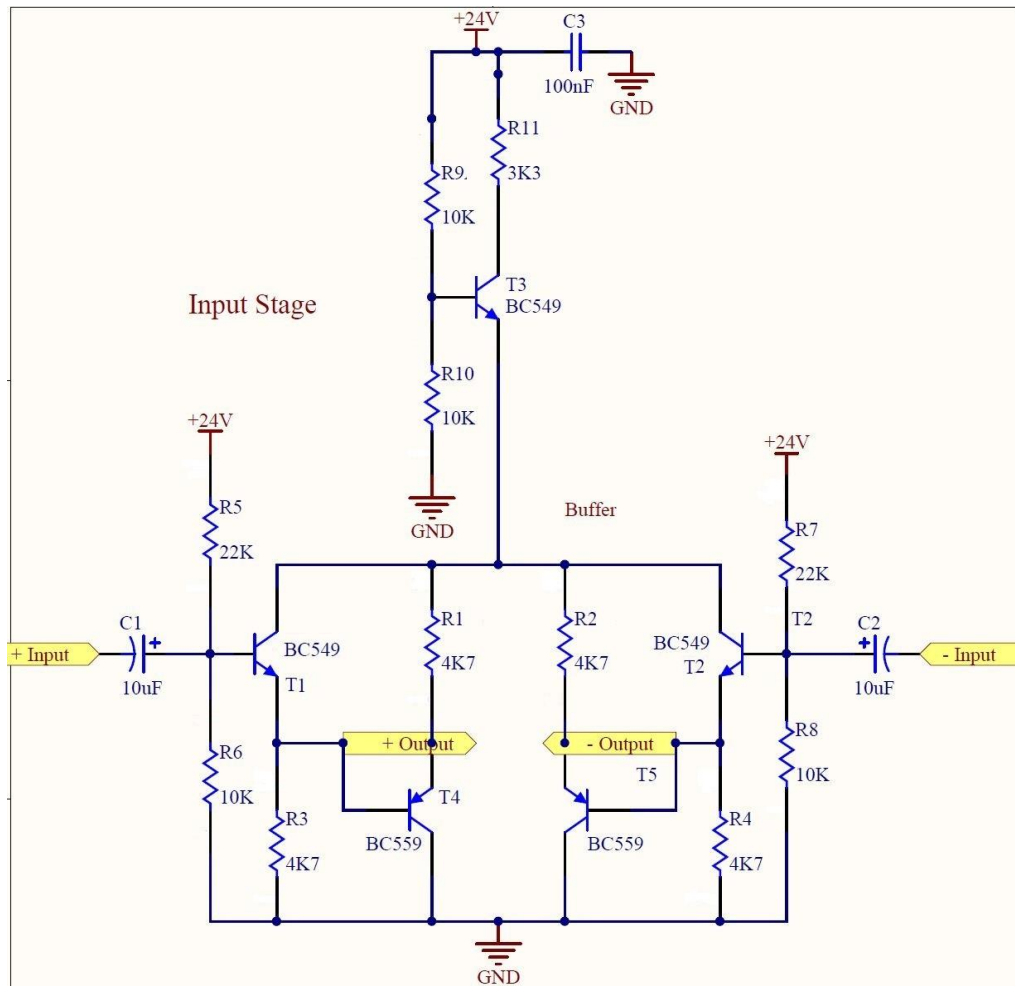 +24V
C3
100nF
GND
R11
3K3
R9.
10K
T3
BC549
Input Stage
R10
10K
GND
+24V
R5
22K
Buffer
+24V
R7
22K
+ Input
C1
10uF
BC549
T1
R1
4K7
R2
4K7
BC549
T2
T2
C2
10uF
- Input
R6
10K
+ Output
- Output
R8
10K
R3
4K7
T4
BC559
T5
BC559
R4
4K7
GND